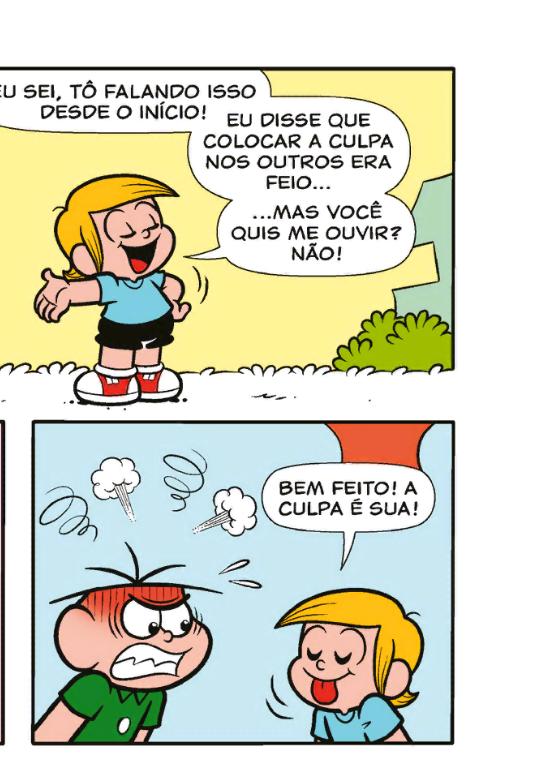 EU SEI, TÔ FALANDO ISSO
DESDE O INÍCIO!
EU DISSE QUE
COLOCAR A CULPA
NOS OUTROS ERA
FEIO...
...MAS VOCÊ
QUIS ME OUVIR?
NÃO!
BEM FEITO! A
CULPA É SUA!